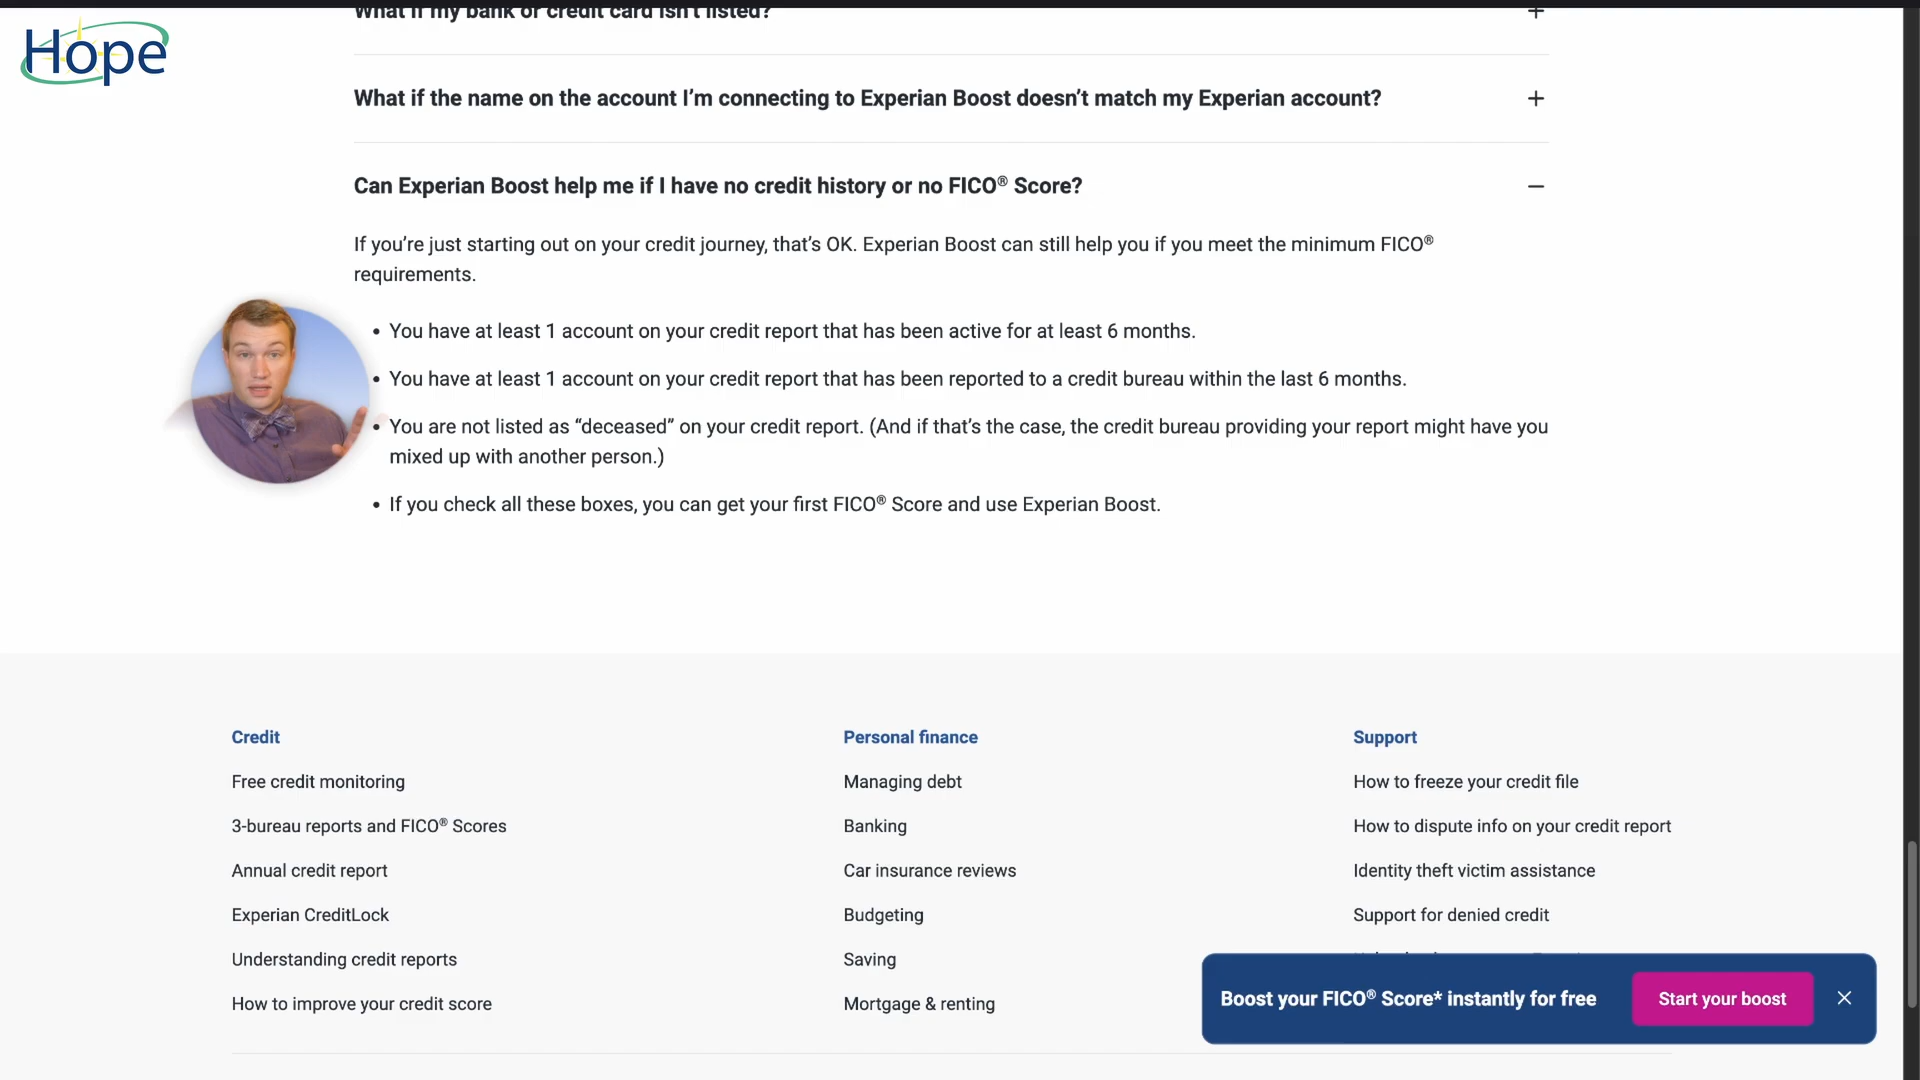 What if my bank or credit card isn't listed?
Hope
What if the name on the account I’m connecting to Experian Boost doesn’t match my Experian account?
Can Experian Boost help me if I have no credit history or no FICO® Score?
If you’re just starting out on your credit journey, that’s OK. Experian Boost can still help you if you meet the minimum FICO®
requirements.
• You have at least 1 account on your credit report that has been active for at least 6 months.
• You have at least 1 account on your credit report that has been reported to a credit bureau within the last 6 months.
• You are not listed as “deceased” on your credit report. (And if that’s the case, the credit bureau providing your report might have you
mixed up with another person.)
• If you check all these boxes, you can get your first FICO® Score and use Experian Boost.
Credit
Free credit monitoring
3-bureau reports and FICO® Scores
Annual credit report
Experian CreditLock
Understanding credit reports
How to improve your credit score
Personal finance
Managing debt
Banking
Car insurance reviews
Budgeting
Saving
Mortgage & renting
Support
How to freeze your credit file
How to dispute info on your credit report
Identity theft victim assistance
Support for denied credit
Boost your FICO® Score* instantly for free
Start your boost